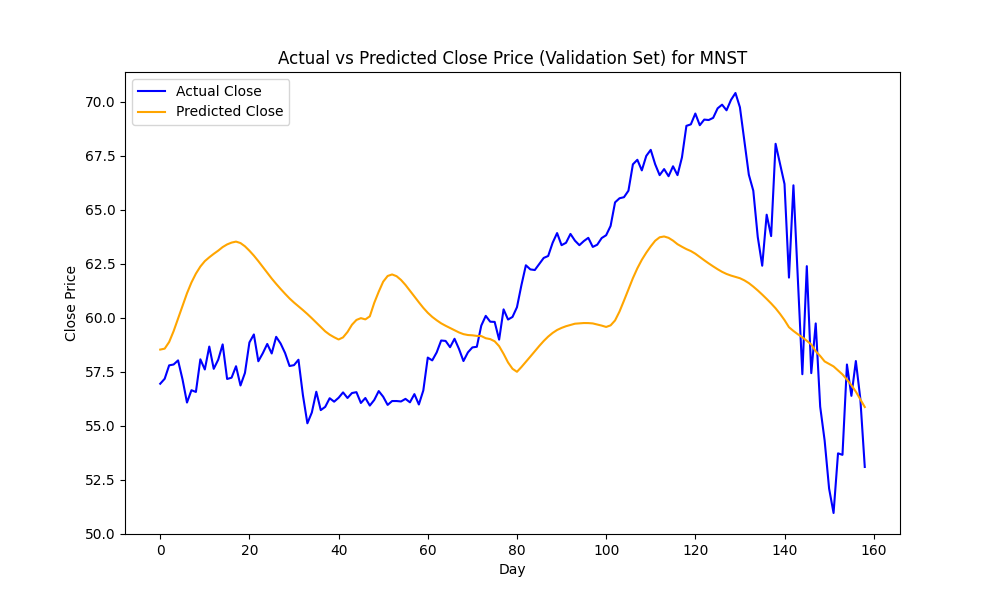 Actual vs Predicted Close Price (Validation Set) for MNST
Actual Close
Predicted Close
Close Price
70.0
67.5
65.0
62.5
60.0
57.5
55.0
52.5
50.0
0 20 40 60 80 100 120 140 160
Day